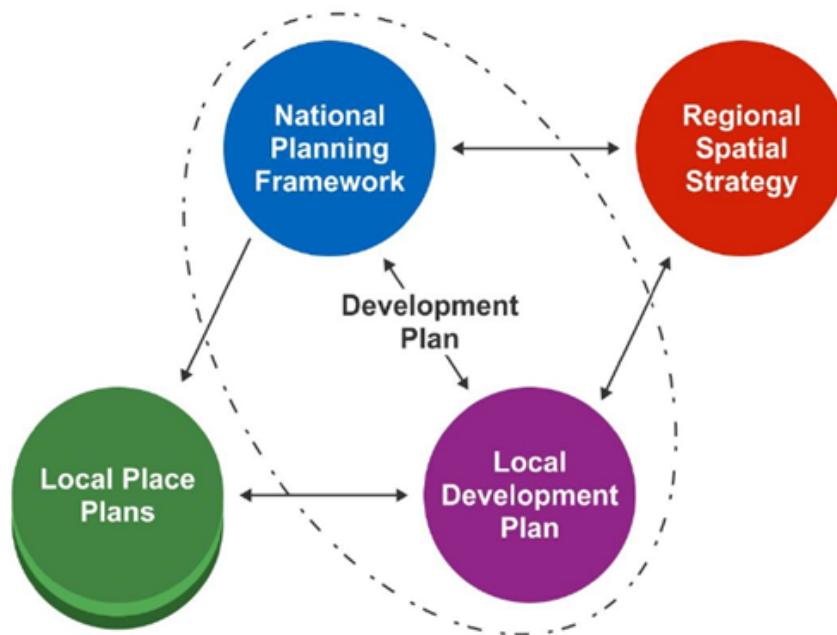 National
Planning
Framework
Regional
Spatial
Strategy
Development
Plan
Local Place
Plans
Local
Development
Plan